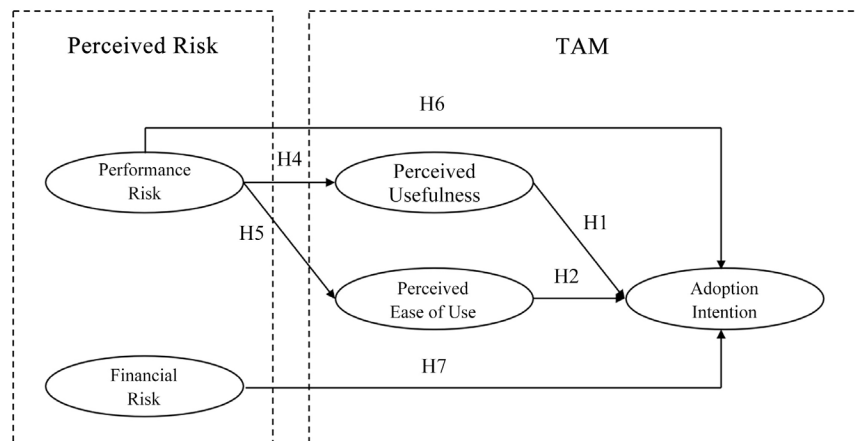 Perceived Risk
TAM
H6
Performance
Risk
H4
Perceived
Usefulness
H5
H1
Perceived
Ease of Use
H2
Adoption
Intention
Financial
Risk
H7